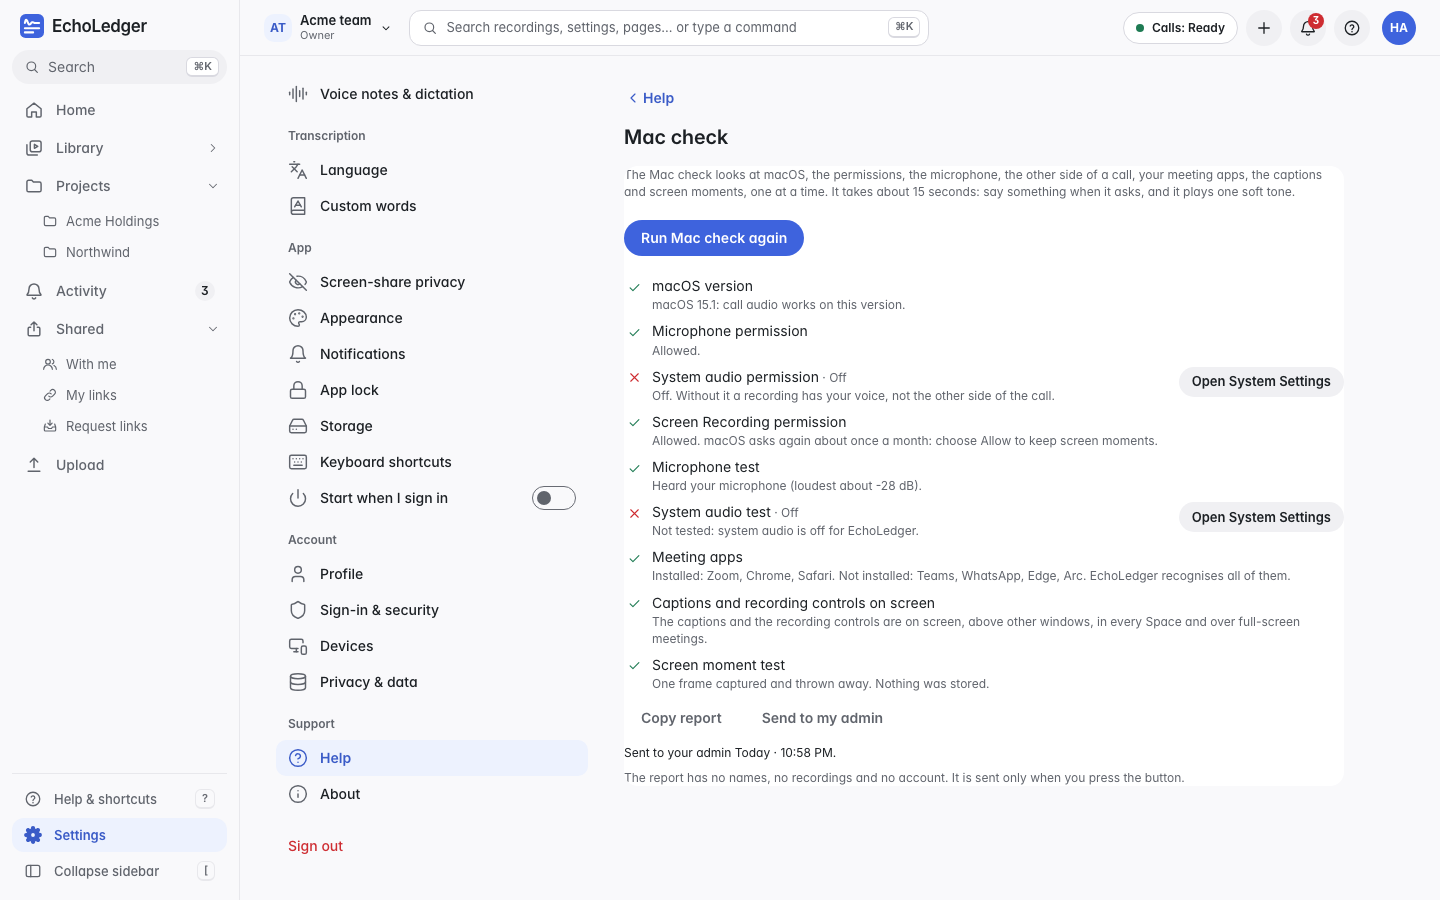 EchoLedger
Search ⌘K
Home
Library
Projects
Acme Holdings
Northwind
Activity 3
Shared
With me
My links
Request links
Upload
Help & shortcuts ?
Settings
Collapse sidebar [
AT Acme team
Owner
Search recordings, settings, pages... or type a command ⌘K
Calls: Ready
3
HA
Voice notes & dictation
Transcription
Language
Custom words
App
Screen-share privacy
Appearance
Notifications
App lock
Storage
Keyboard shortcuts
Start when I sign in
Account
Profile
Sign-in & security
Devices
Privacy & data
Support
Help
About
Sign out
Help
Mac check
The Mac check looks at macOS, the permissions, the microphone, the other side of a call, your meeting apps, the captions
and screen moments, one at a time. It takes about 15 seconds: say something when it asks, and it plays one soft tone.
Run Mac check again
macOS version
macOS 15.1: call audio works on this version.
Microphone permission
Allowed.
System audio permission · Off
Off. Without it a recording has your voice, not the other side of the call.
Open System Settings
Screen Recording permission
Allowed. macOS asks again about once a month: choose Allow to keep screen moments.
Microphone test
Heard your microphone (loudest about -28 dB).
System audio test · Off
Not tested: system audio is off for EchoLedger.
Open System Settings
Meeting apps
Installed: Zoom, Chrome, Safari. Not installed: Teams, WhatsApp, Edge, Arc. EchoLedger recognises all of them.
Captions and recording controls on screen
The captions and the recording controls are on screen, above other windows, in every Space and over full-screen
meetings.
Screen moment test
One frame captured and thrown away. Nothing was stored.
Copy report Send to my admin
Sent to your admin Today · 10:58 PM.
The report has no names, no recordings and no account. It is sent only when you press the button.